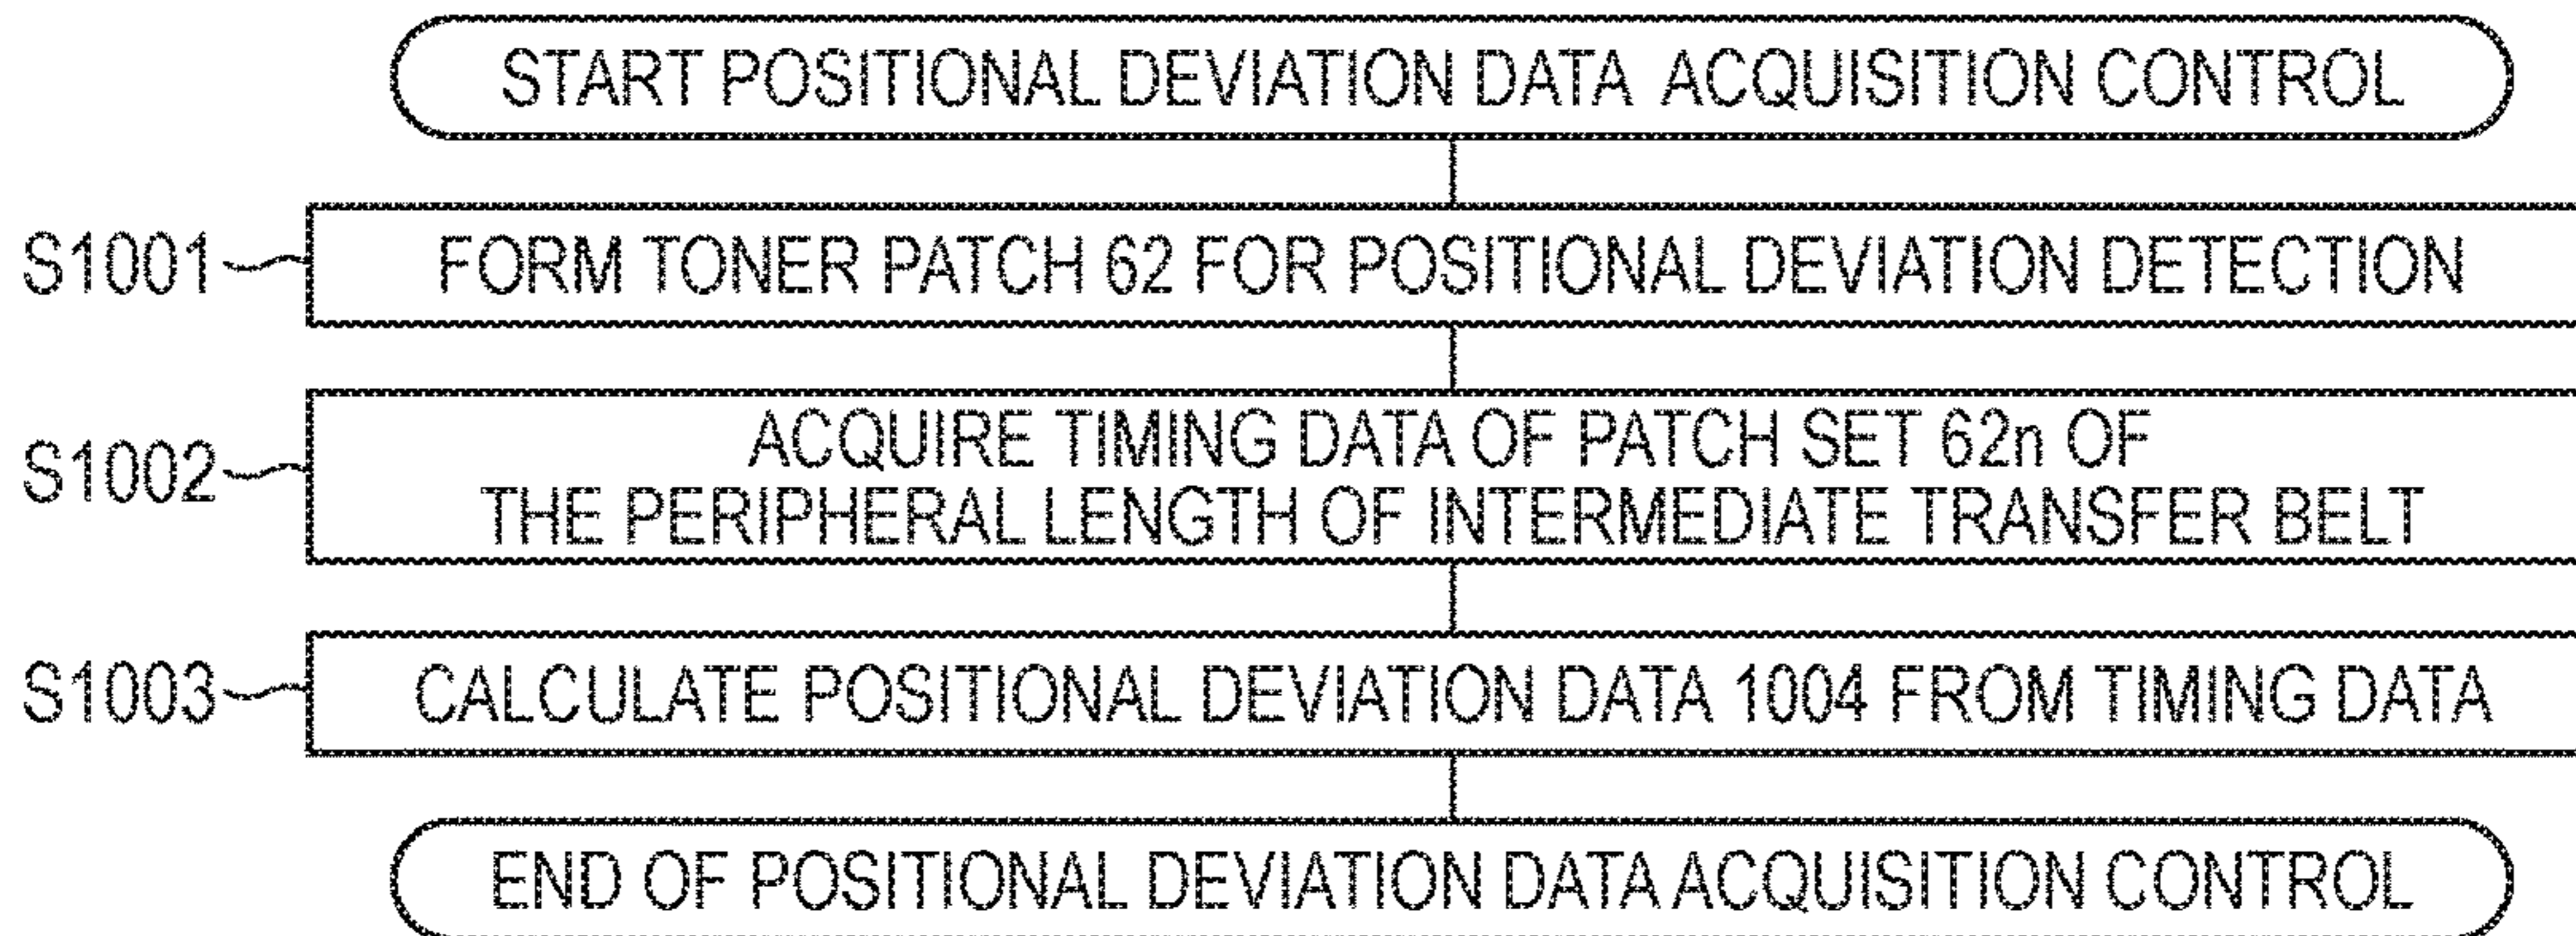 START POSITIONAL DEVIATION DATA ACQUISITION CONTROL
S1001
FORM TONER PATCH 62 FOR POSITIONAL DEVIATION DETECTION
S1002
ACQUIRE TIMING DATA OF PATCH SET 62n OF
THE PERIPHERAL LENGTH OF INTERMEDIATE TRANSFER BELT
S1003
CALCULATE POSITIONAL DEVIATION DATA 1004 FROM TIMING DATA
END OF POSITIONAL DEVIATION DATA ACQUISITION CONTROL